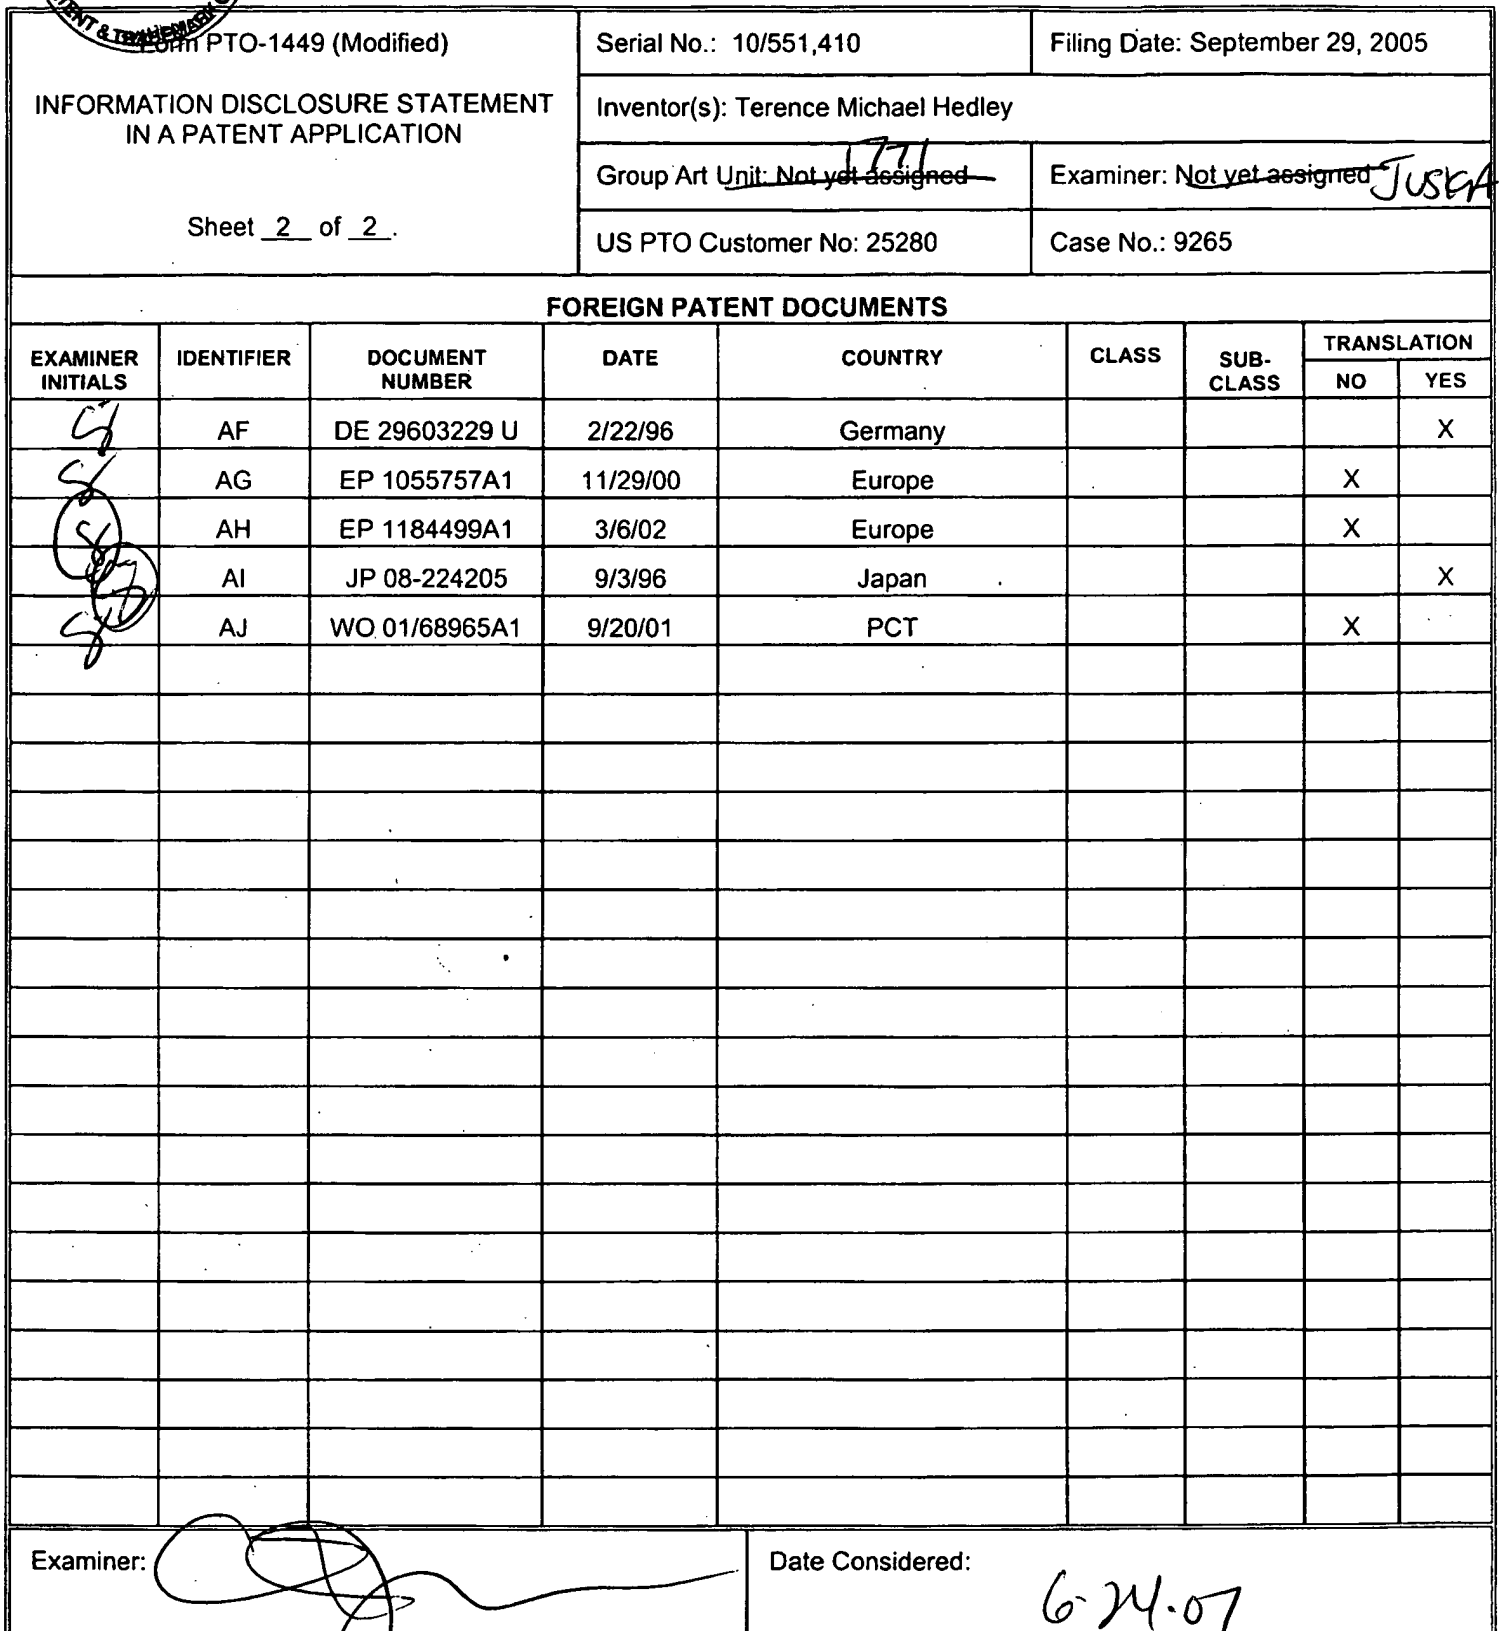 Form PTO-1449 (Modified)
INFORMATION DISCLOSURE STATEMENT
IN A PATENT APPLICATION
Sheet 2 of 2.
Serial No.: 10/551,410
Filing Date: September 29, 2005
Inventor(s): Terence Michael Hedley
Group Art Unit: Not yet assigned 1771
Examiner: Not yet assigned JUSKA
US PTO Customer No: 25280
Case No.: 9265
FOREIGN PATENT DOCUMENTS
EXAMINER INITIALS IDENTIFIER DOCUMENT NUMBER DATE COUNTRY CLASS SUB-CLASS TRANSLATION
NO YES
AF DE 29603229 U 2/22/96 Germany X
AG EP 1055757A1 11/29/00 Europe X
AH EP 1184499A1 3/6/02 Europe X
AI JP 08-224205 9/3/96 Japan X
AJ WO 01/68965A1 9/20/01 PCT X
Examiner:
Date Considered: 6-24-07